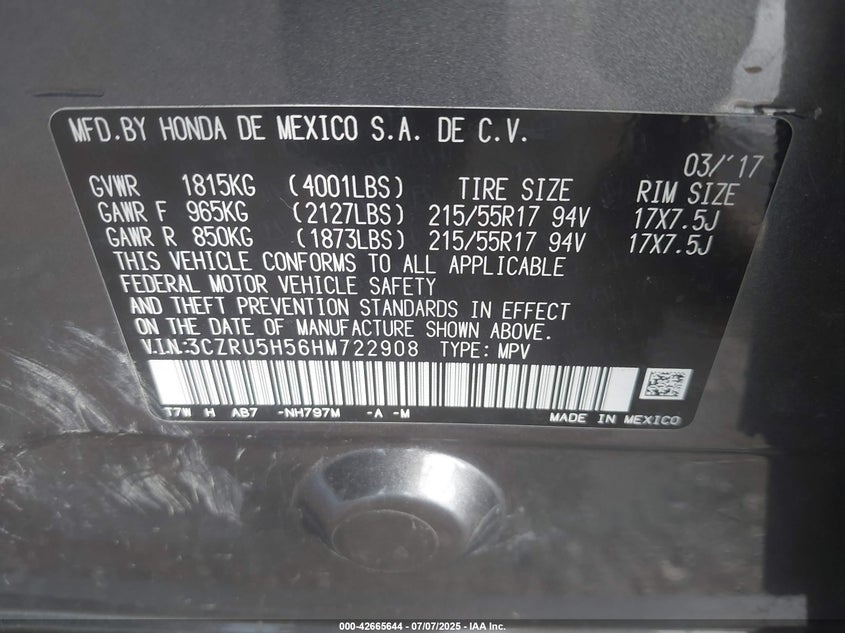 MFD.BY HONDA DE MEXICO S.A. DE C.V.
03/'17
GVWR 1815KG (4001LBS) TIRE SIZE RIM SIZE
GAWR F 965KG (2127LBS) 215/55R17 94V 17X7.5J
GAWR R 850KG (1873LBS) 215/55R17 94V 17X7.5J
THIS VEHICLE CONFORMS TO ALL APPLICABLE
FEDERAL MOTOR VEHICLE SAFETY
AND THEFT PREVENTION STANDARDS IN EFFECT
ON THE DATE OF MANUFACTURE SHOWN ABOVE.
V.I.N:3CZRU5H56HM722908 TYPE: MPV
T7W H AB7 -NH797M -A -M
MADE IN MEXICO
000-42665644 / 07/07/2025 - IAA Inc.